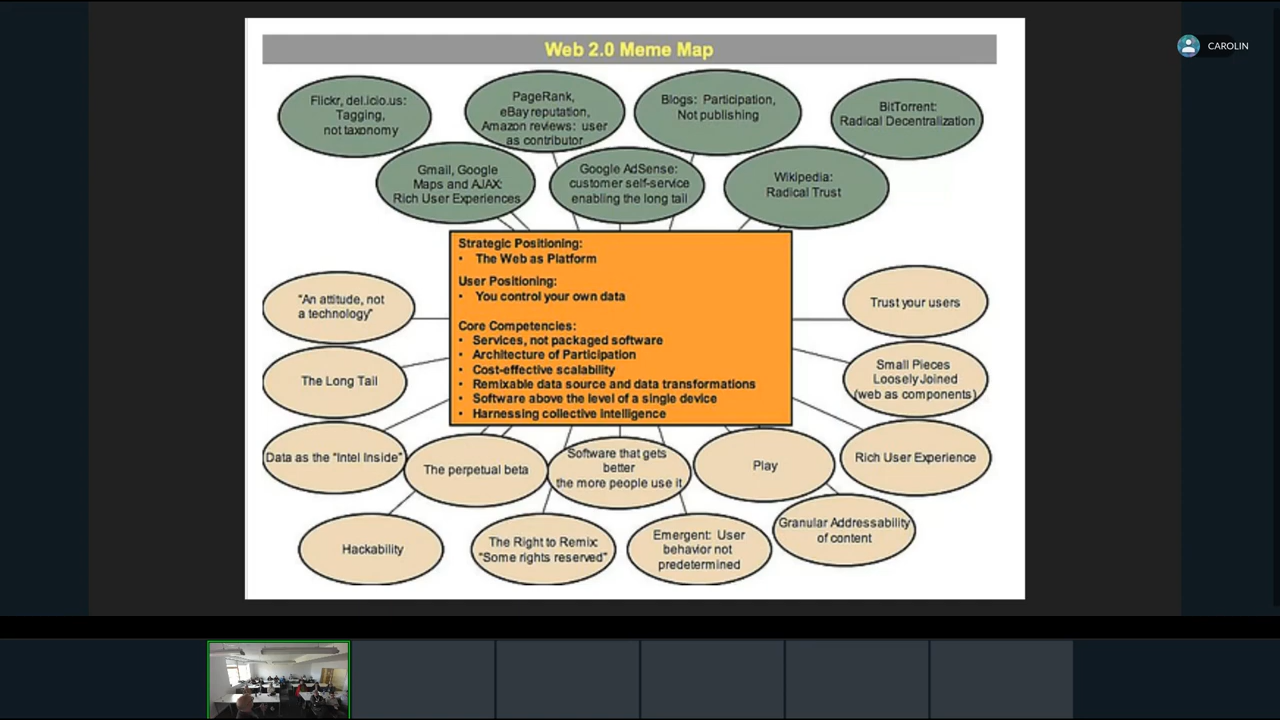 Web 2.0 Meme Map
CAROLIN
Flickr, del.icio.us:
Tagging,
not taxonomy
PageRank,
eBay reputation,
Amazon reviews: user
as contributor
Blogs: Participation,
Not publishing
BitTorrent:
Radical Decentralization
Gmail, Google
Maps and AJAX:
Rich User Experiences
Google AdSense:
customer self-service
enabling the long tail
Wikipedia:
Radical Trust
Strategic Positioning:
• The Web as Platform
User Positioning:
• You control your own data
Core Competencies:
• Services, not packaged software
• Architecture of Participation
• Cost-effective scalability
• Remixable data source and data transformations
• Software above the level of a single device
• Harnessing collective intelligence
"An attitude, not
a technology"
Trust your users
The Long Tail
Small Pieces
Loosely Joined
(web as components)
Data as the "Intel Inside"
The perpetual beta
Software that gets
better
the more people use it
Play
Rich User Experience
Hackability
The Right to Remix:
"Some rights reserved"
Emergent: User
behavior not
predetermined
Granular Addressability
of content